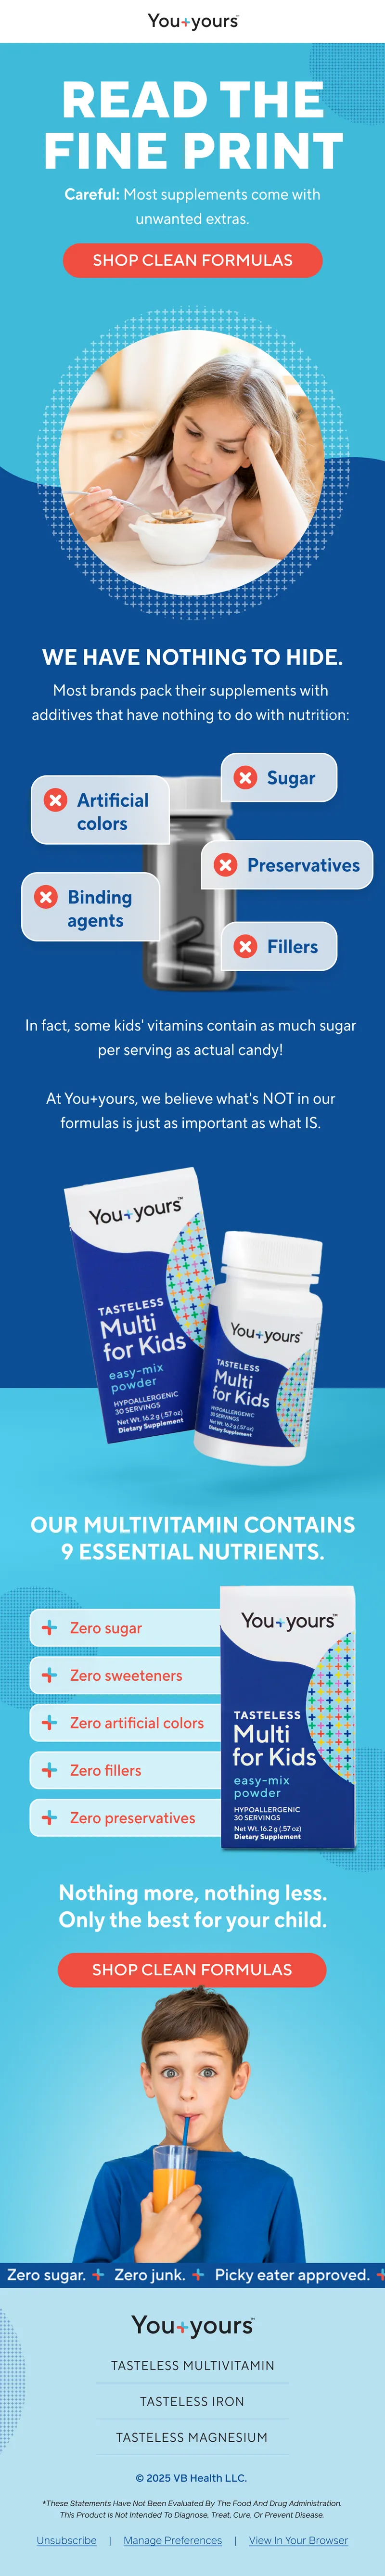 You+yours™
READ THE
FINE PRINT
Careful: Most supplements come with
unwanted extras.
SHOP CLEAN FORMULAS
WE HAVE NOTHING TO HIDE.
Most brands pack their supplements with
additives that have nothing to do with nutrition:
Sugar
Artificial
colors
Preservatives
Binding
agents
Fillers
In fact, some kids' vitamins contain as much sugar
per serving as actual candy!
At You+yours, we believe what's NOT in our
formulas is just as important as what IS.
You+yours™
TASTELESS
Multi
for Kids
easy-mix
powder
HYPOALLERGENIC
30 SERVINGS
Net Wt. 16.2 g (.57 oz)
Dietary Supplement
You+yours™
TASTELESS
Multi
for Kids
HYPOALLERGENIC
30 SERVINGS
Net Wt. 16.2 g (.57 oz)
Dietary Supplement
OUR MULTIVITAMIN CONTAINS
9 ESSENTIAL NUTRIENTS.
Zero sugar
Zero sweeteners
Zero artificial colors
Zero fillers
Zero preservatives
You+yours™
TASTELESS
Multi
for Kids
easy-mix
powder
HYPOALLERGENIC
30 SERVINGS
Net Wt. 16.2 g (.57 oz)
Dietary Supplement
Nothing more, nothing less.
Only the best for your child.
SHOP CLEAN FORMULAS
Zero sugar. + Zero junk. + Picky eater approved. +
You+yours™
TASTELESS MULTIVITAMIN
TASTELESS IRON
TASTELESS MAGNESIUM
© 2025 VB Health LLC.
*These Statements Have Not Been Evaluated By The Food And Drug Administration.
This Product Is Not Intended To Diagnose, Treat, Cure, Or Prevent Disease.
Unsubscribe | Manage Preferences | View In Your Browser